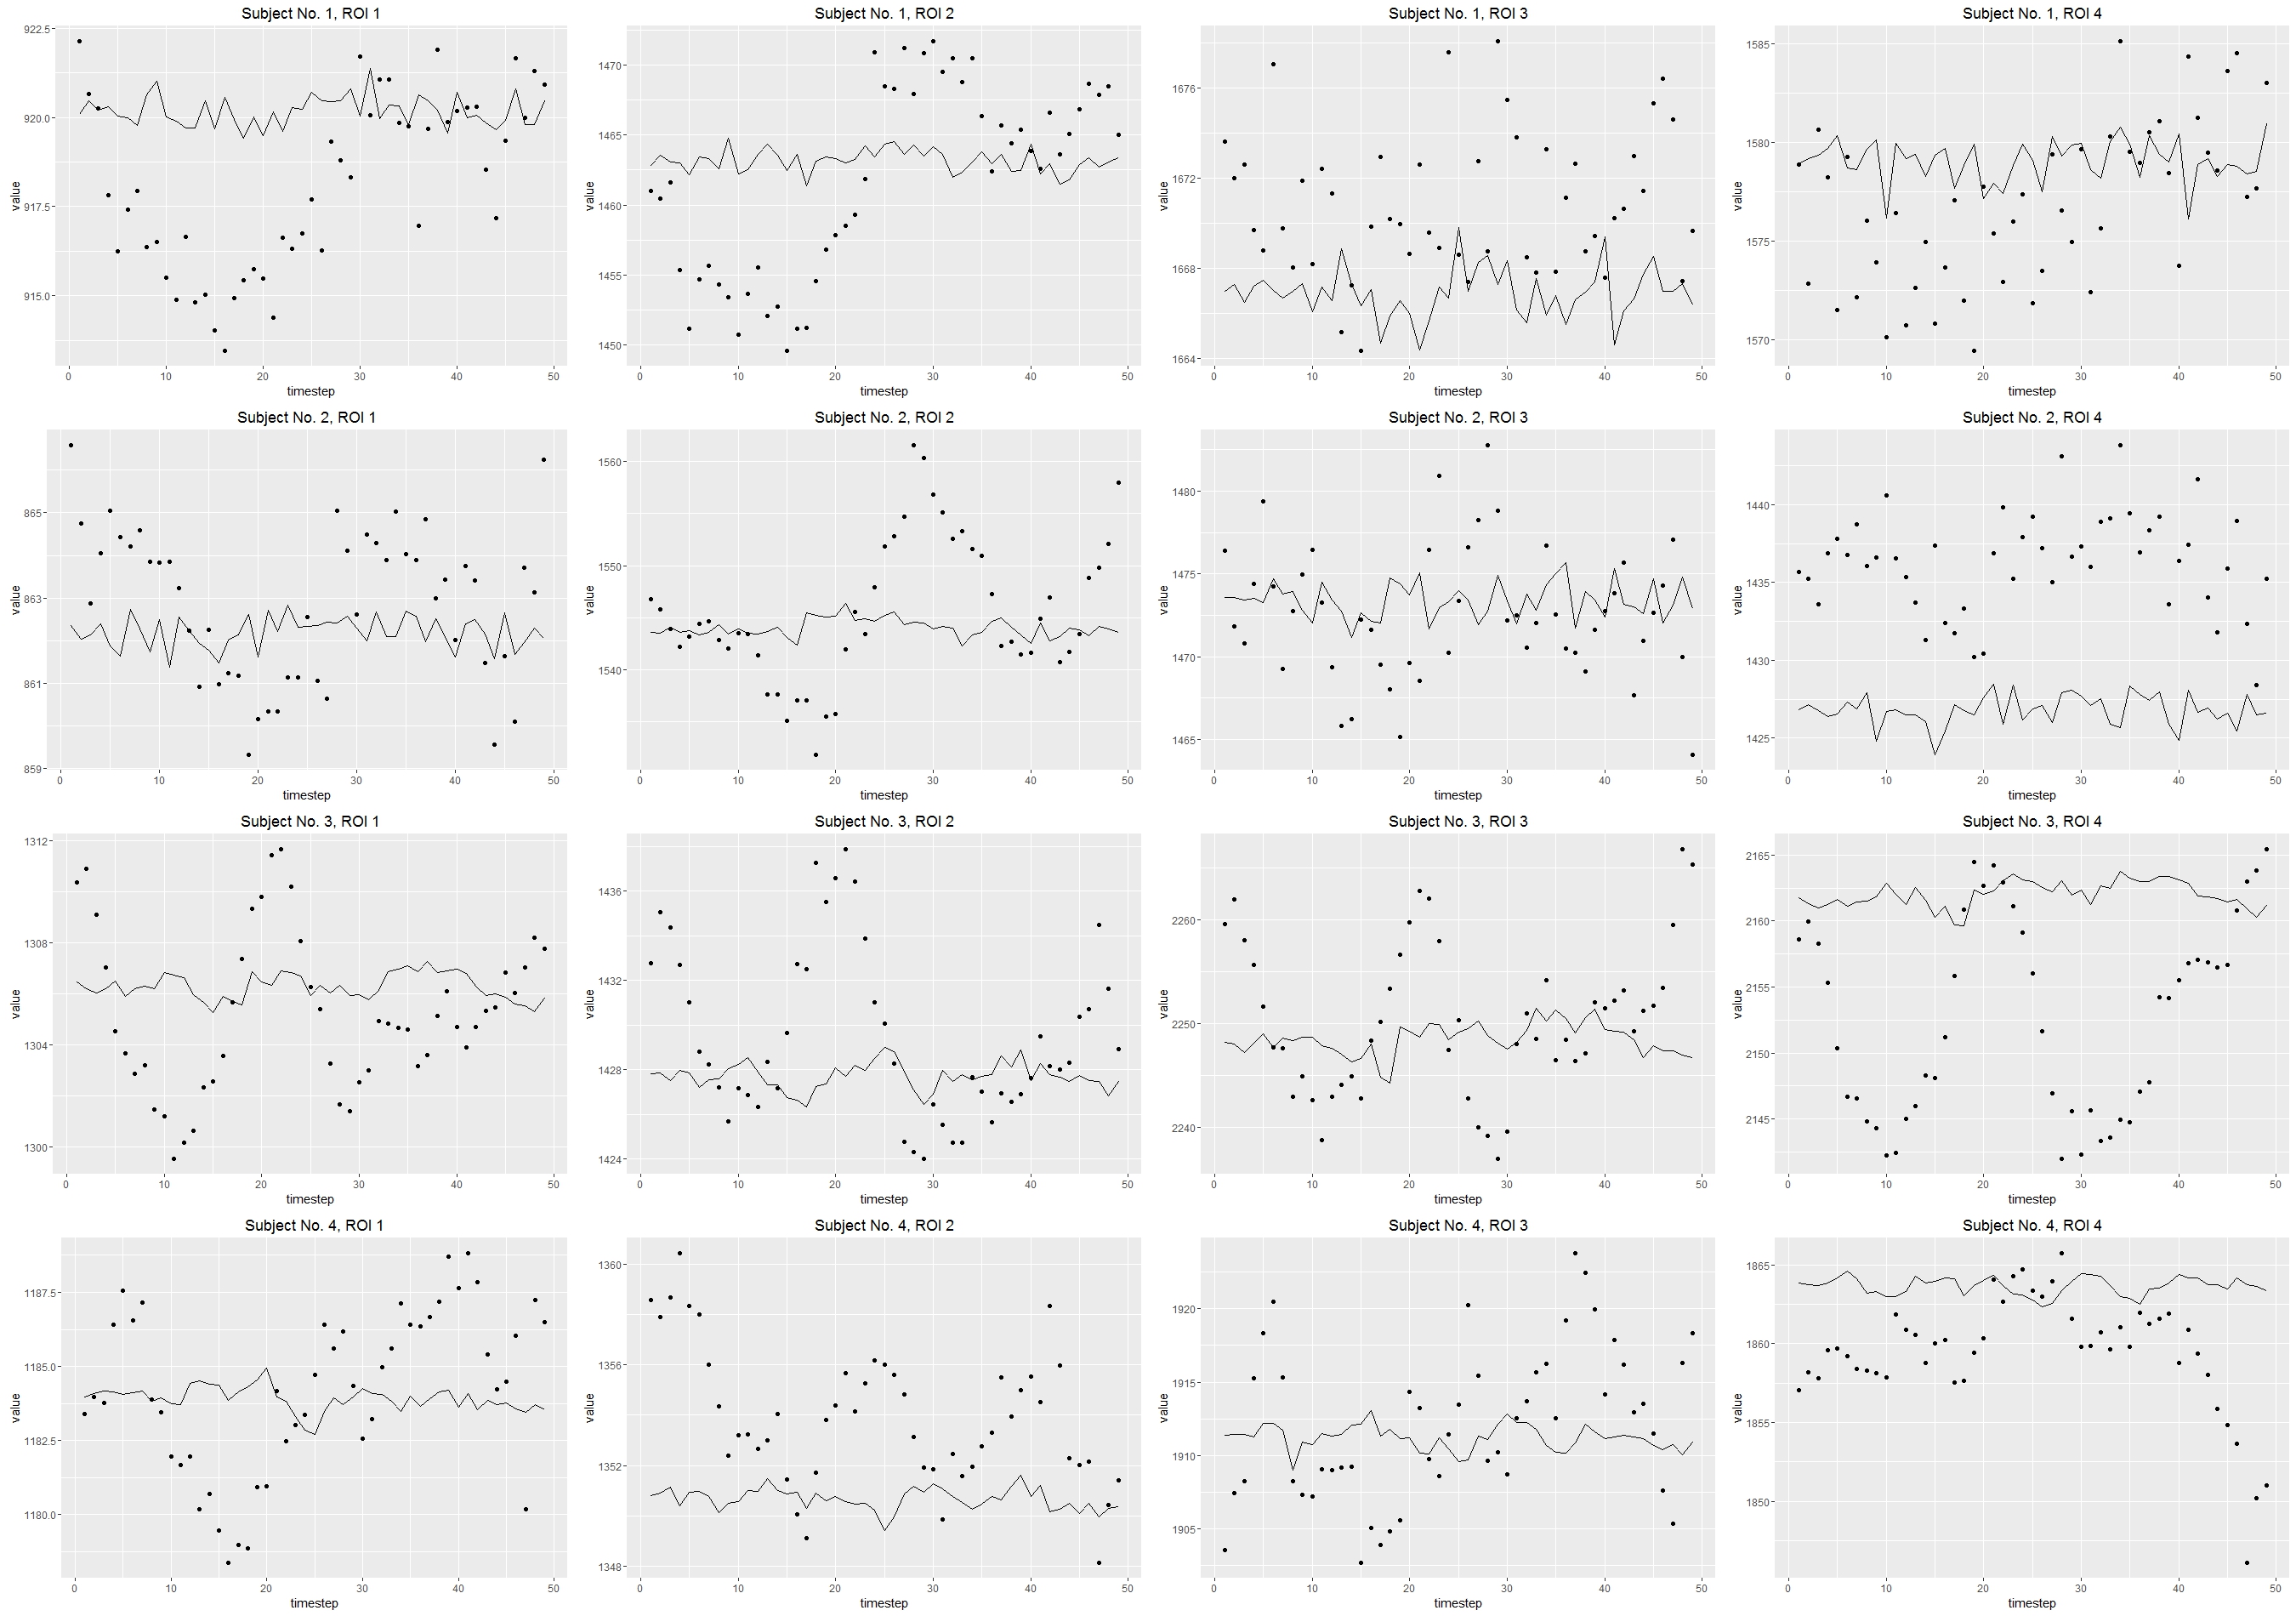 Subject No. 1, ROI 1
922.5
920.0
917.5
915.0
value
0 10 20 30 40 50
timestep
Subject No. 1, ROI 2
1470
1465
1460
1455
1450
value
0 10 20 30 40 50
timestep
Subject No. 1, ROI 3
1676
1672
1668
1664
value
0 10 20 30 40 50
timestep
Subject No. 1, ROI 4
1585
1580
1575
1570
value
0 10 20 30 40 50
timestep
Subject No. 2, ROI 1
865
863
861
859
value
0 10 20 30 40 50
timestep
Subject No. 2, ROI 2
1560
1550
1540
value
0 10 20 30 40 50
timestep
Subject No. 2, ROI 3
1480
1475
1470
1465
value
0 10 20 30 40 50
timestep
Subject No. 2, ROI 4
1440
1435
1430
1425
value
0 10 20 30 40 50
timestep
Subject No. 3, ROI 1
1312
1308
1304
1300
value
0 10 20 30 40 50
timestep
Subject No. 3, ROI 2
1436
1432
1428
1424
value
0 10 20 30 40 50
timestep
Subject No. 3, ROI 3
2260
2250
2240
value
0 10 20 30 40 50
timestep
Subject No. 3, ROI 4
2165
2160
2155
2150
2145
value
0 10 20 30 40 50
timestep
Subject No. 4, ROI 1
1187.5
1185.0
1182.5
1180.0
value
0 10 20 30 40 50
timestep
Subject No. 4, ROI 2
1360
1356
1352
1348
value
0 10 20 30 40 50
timestep
Subject No. 4, ROI 3
1920
1915
1910
1905
value
0 10 20 30 40 50
timestep
Subject No. 4, ROI 4
1865
1860
1855
1850
value
0 10 20 30 40 50
timestep